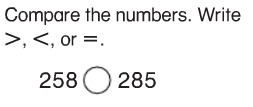 Compare the numbers. Write
>, <, or =.
258 ◯ 285